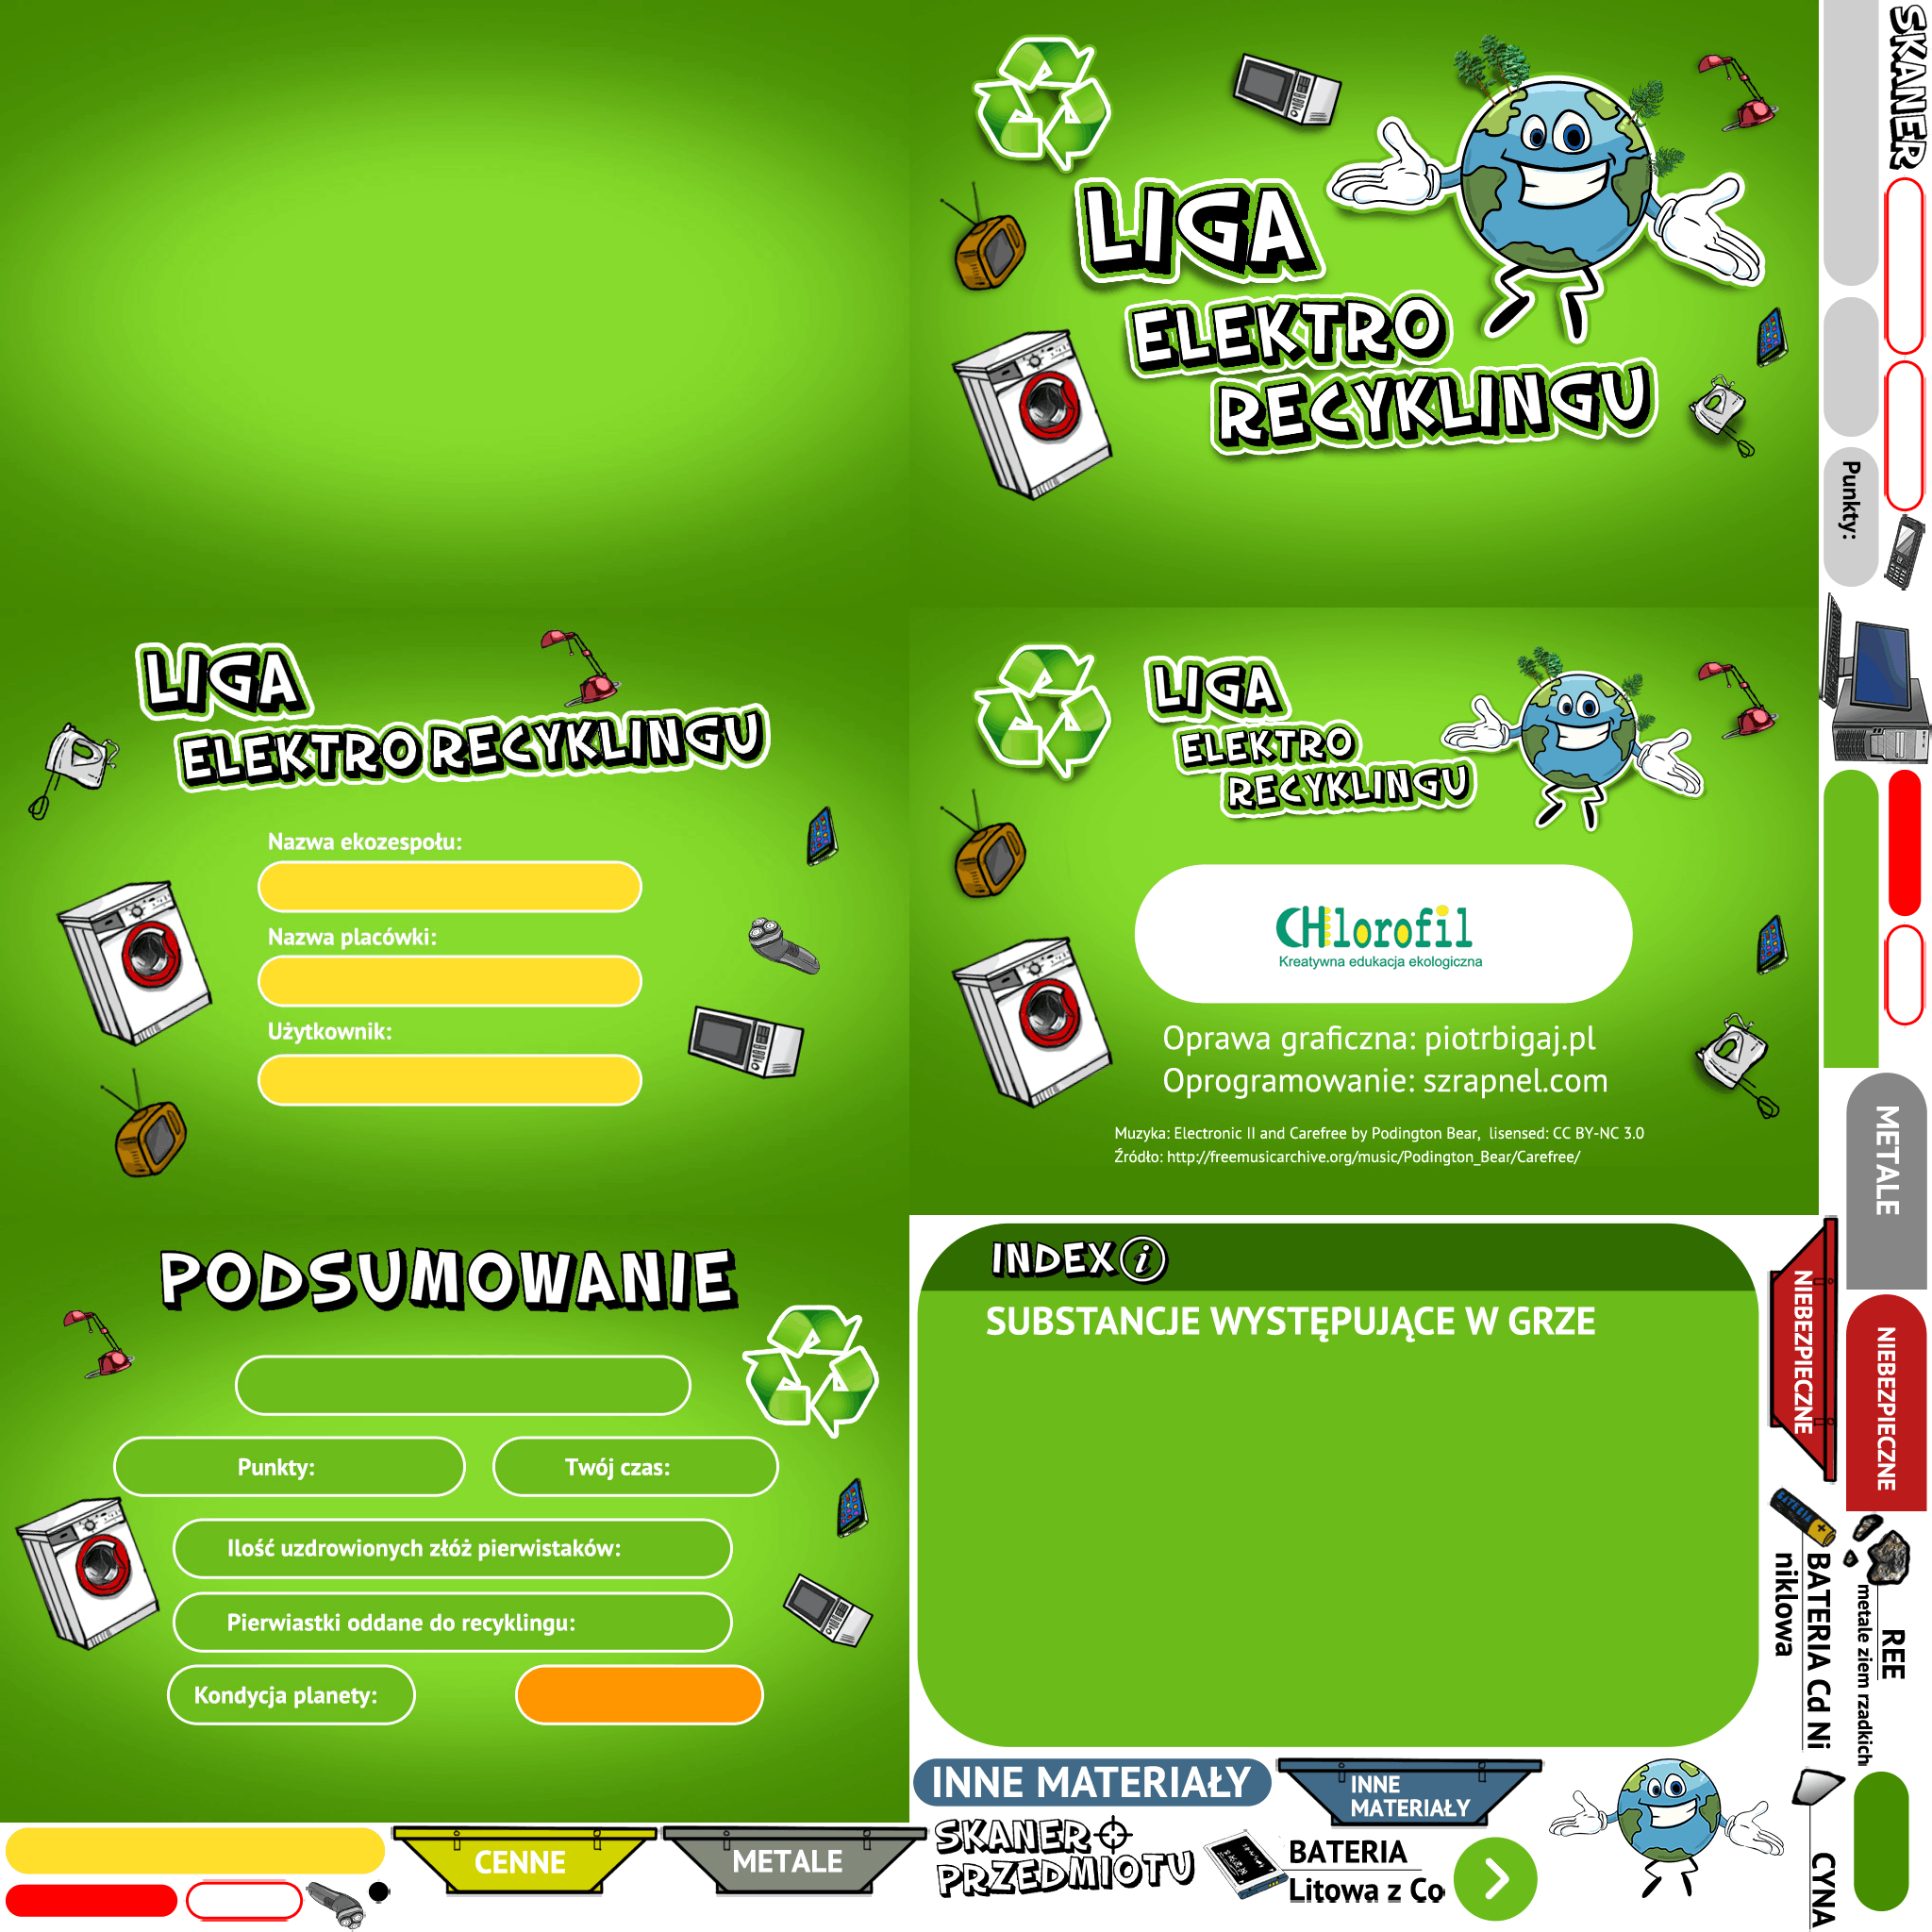 LIGA
ELEKTRO
RECYKLINGU
SKANER
Punkty:
LIGA
ELEKTRO RECYKLINGU
Nazwa ekozespołu:
Nazwa placówki:
Użytkownik:
LIGA
ELEKTRO
RECYKLINGU
CHlorofil
Kreatywna edukacja ekologiczna
Oprawa graficzna: piotrbigaj.pl
Oprogramowanie: szrapnel.com
Muzyka: Electronic II and Carefree by Podington Bear, lisensed: CC BY-NC 3.0
Źródło: http://freemusicarchive.org/music/Podington_Bear/Carefree/
METALE
NIEBEZPIECZNE
NIEBEZPIECZNE
PODSUMOWANIE
Punkty:
Twój czas:
Ilość uzdrowionych złóż pierwistaków:
Pierwiastki oddane do recyklingu:
Kondycja planety:
INDEX i
SUBSTANCJE WYSTĘPUJĄCE W GRZE
BATERIA
BATERIA Cd Ni
niklowa
REE
metale ziem rzadkich
CYNA
INNE MATERIAŁY
INNE
MATERIAŁY
CENNE
METALE
SKANER
PRZEDMIOTU
BATERIA
Litowa z Co